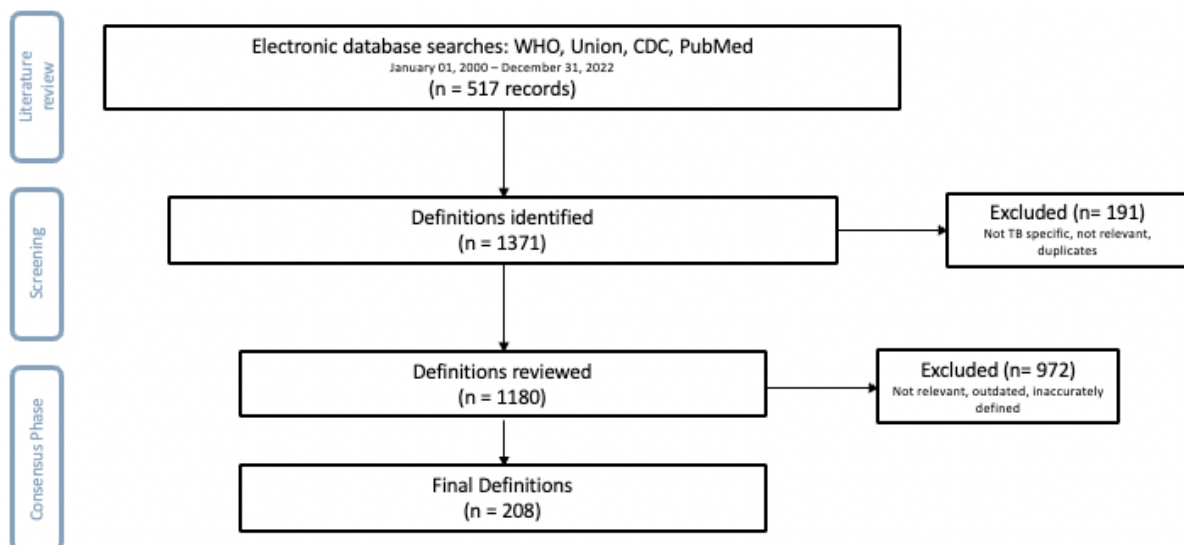 Literature
review
Electronic database searches: WHO, Union, CDC, PubMed
January 01, 2000 – December 31, 2022
(n = 517 records)
Screening
Definitions identified
(n = 1371)
Excluded (n= 191)
Not TB specific, not relevant,
duplicates
Consensus Phase
Definitions reviewed
(n = 1180)
Excluded (n= 972)
Not relevant, outdated, inaccurately
defined
Final Definitions
(n = 208)